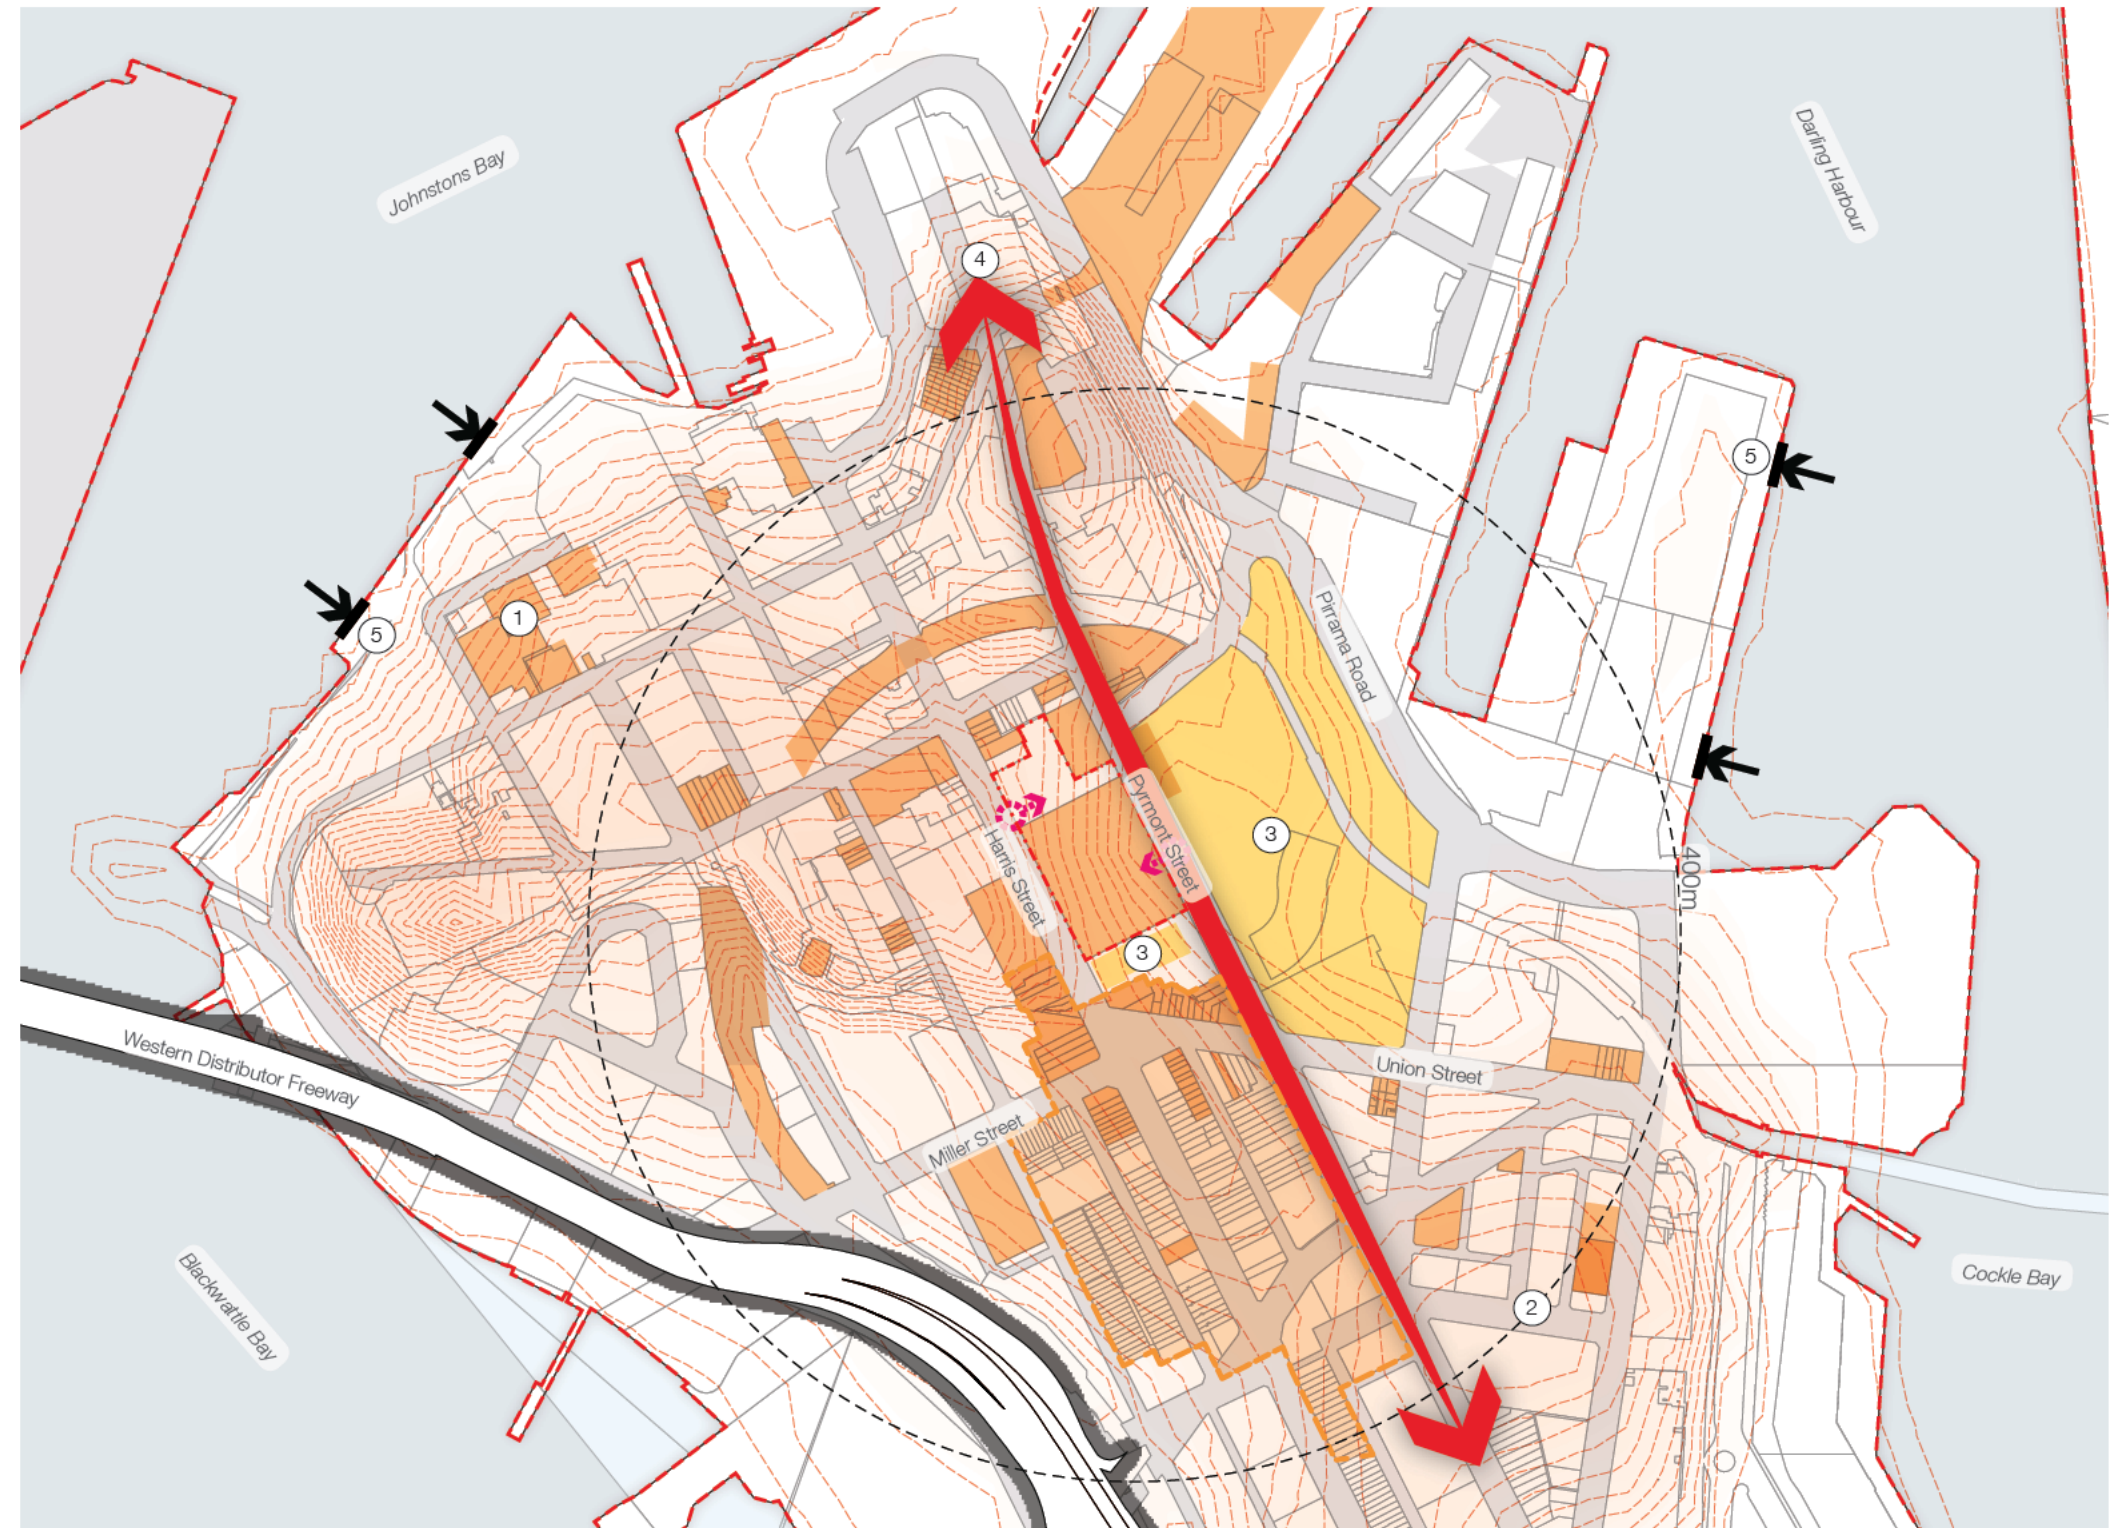 Johnstons Bay
Darling Harbour
4
5
1
5
Pirrama Road
Pyrmont Street
3
Harris Street
400m
3
Western Distributor Freeway
Union Street
Miller Street
Blackwattle Bay
Cockle Bay
2